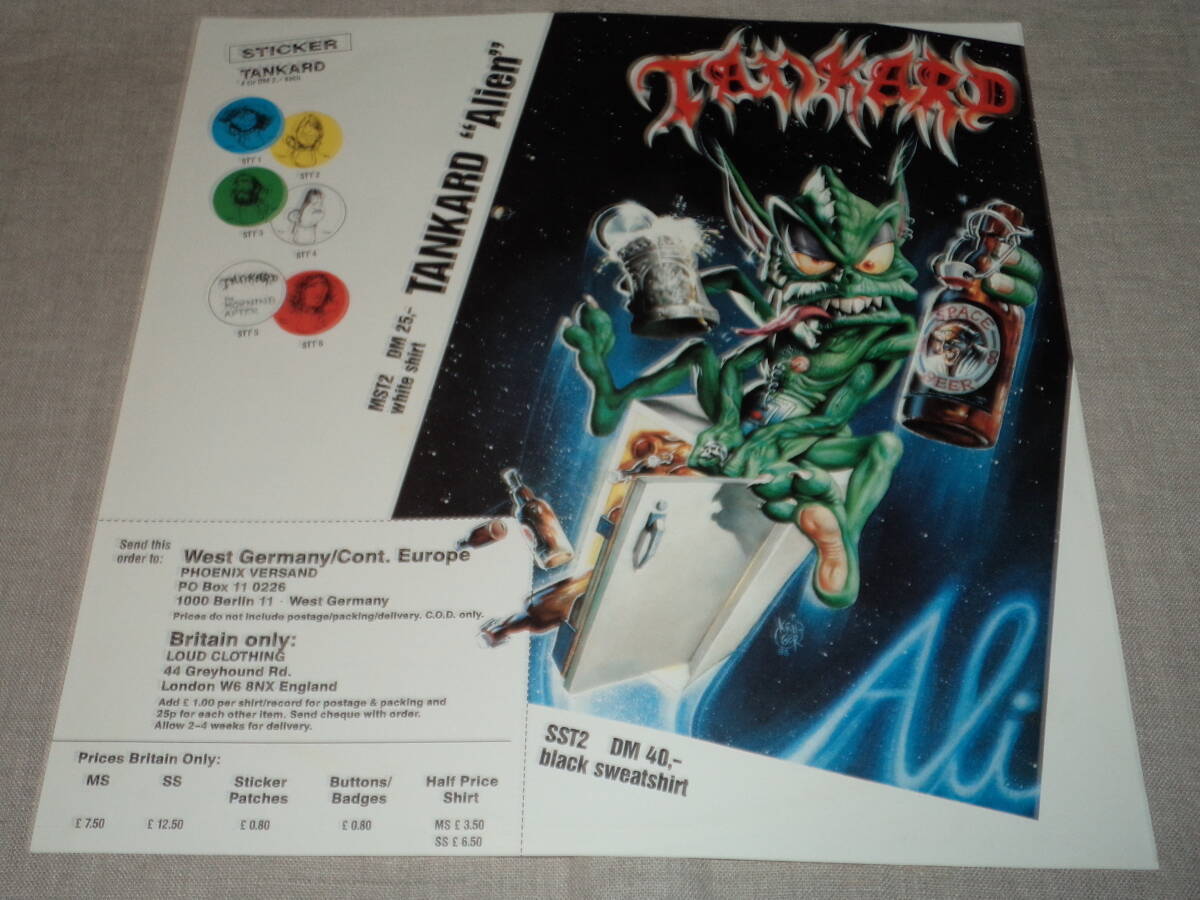 STICKER
TANKARD
STT 1
STT 2
STT 3
STT 4
TANKARD
THE
MORNING
AFTER
STT 5
STT 6
MST2 DM 25,-
white shirt
TANKARD "Alien"
TANKARD
SPACE
BEER
Ali
SST2 DM 40,-
black sweatshirt
Send this
order to:
West Germany/Cont. Europe
PHOENIX VERSAND
PO Box 11 0226
1000 Berlin 11 · West Germany
Prices do not include postage/packing/delivery. C.O.D. only.
Britain only:
LOUD CLOTHING
44 Greyhound Rd.
London W6 8NX England
Add £ 1.00 per shirt/record for postage & packing and
25p for each other item. Send cheque with order.
Allow 2–4 weeks for delivery.
Prices Britain Only:
MS SS Sticker Patches Buttons/ Badges Half Price Shirt
£ 7.50 £ 12.50 £ 0.80 £ 0.80 MS £ 3.50
SS £ 6.50